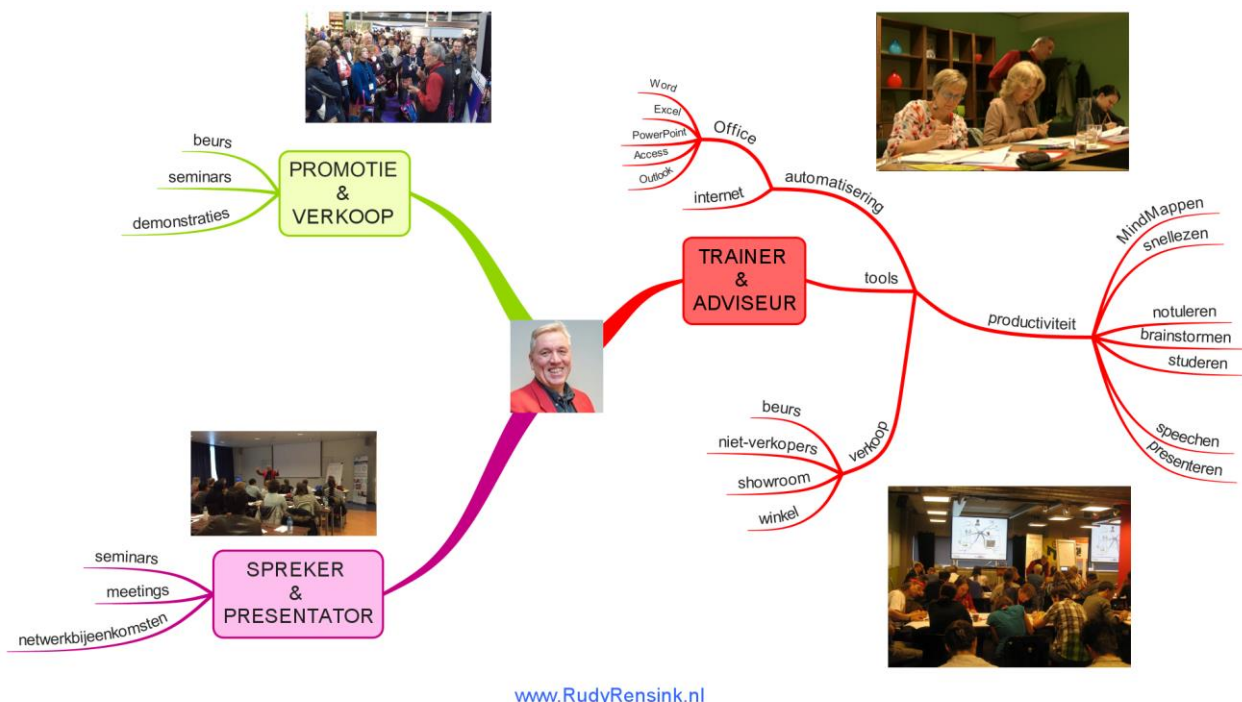 PROMOTIE
&
VERKOOP
beurs
seminars
demonstraties
TRAINER
&
ADVISEUR
tools
automatisering
Office
Word
Excel
PowerPoint
Access
Outlook
internet
productiviteit
MindMappen
snellezen
notuleren
brainstormen
studeren
speechen
presenteren
verkoop
beurs
niet-verkopers
showroom
winkel
SPREKER
&
PRESENTATOR
seminars
meetings
netwerkbijeenkomsten
www.RudyRensink.nl